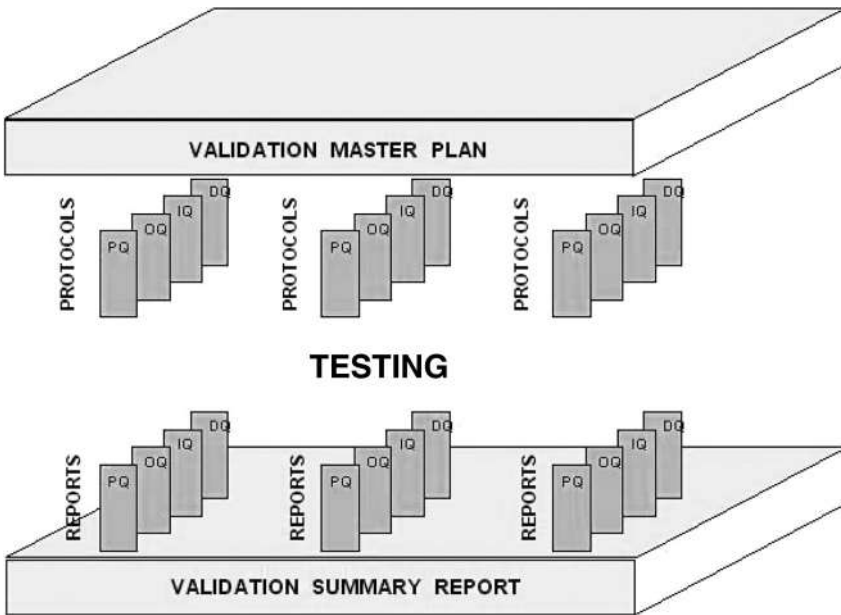 VALIDATION MASTER PLAN
PROTOCOLS
PQ OQ IQ DQ
PROTOCOLS
PQ OQ IQ DQ
PROTOCOLS
PQ OQ IQ DQ
TESTING
REPORTS
PQ OQ IQ DQ
REPORTS
PQ OQ IQ DQ
REPORTS
PQ OQ IQ DQ
VALIDATION SUMMARY REPORT